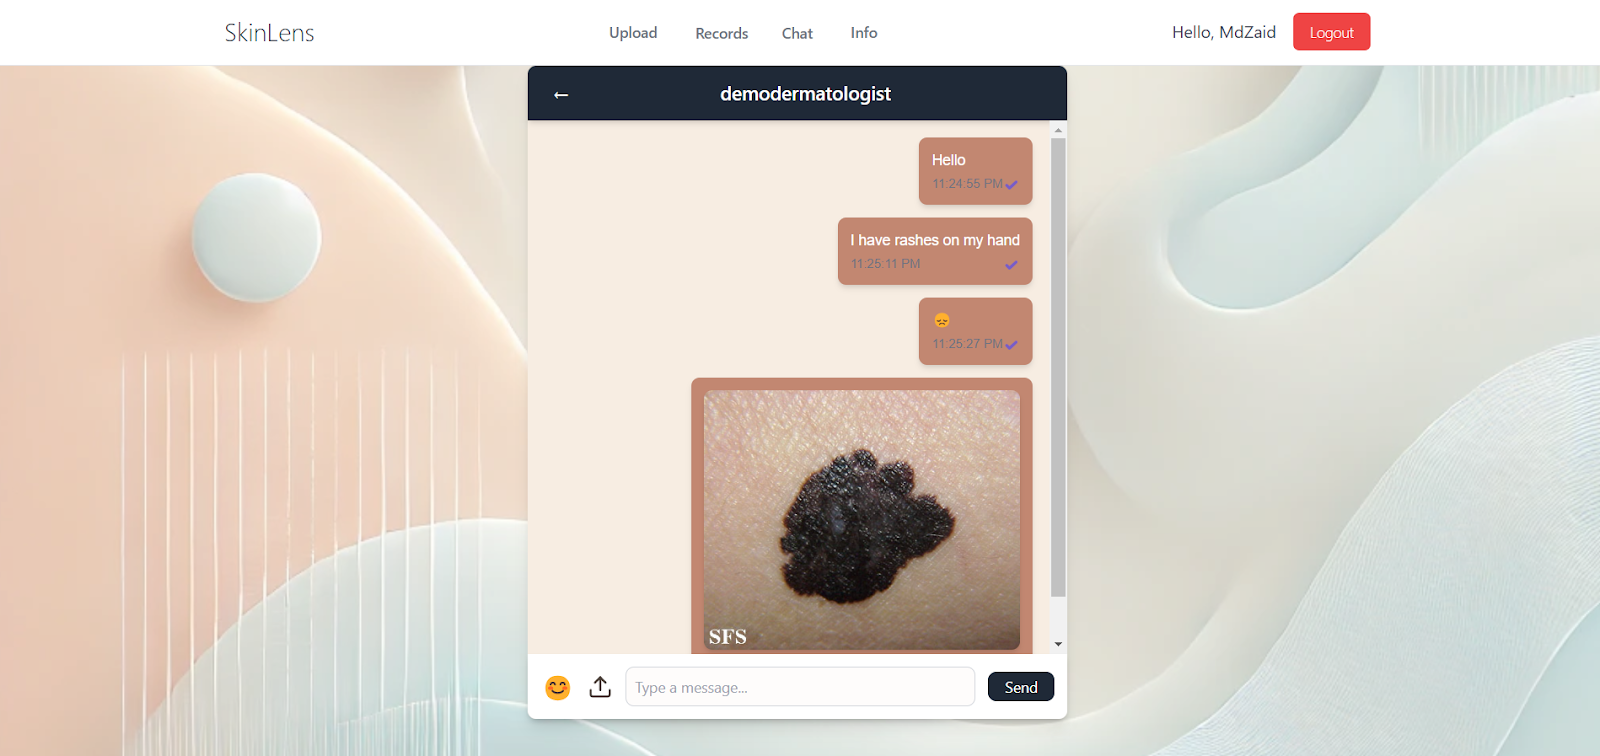 SkinLens
Upload
Records
Chat
Info
Hello, MdZaid
Logout
←
demodermatologist
Hello
11:24:55 PM
I have rashes on my hand
11:25:11 PM
😞
11:25:27 PM
SFS
Type a message...
Send